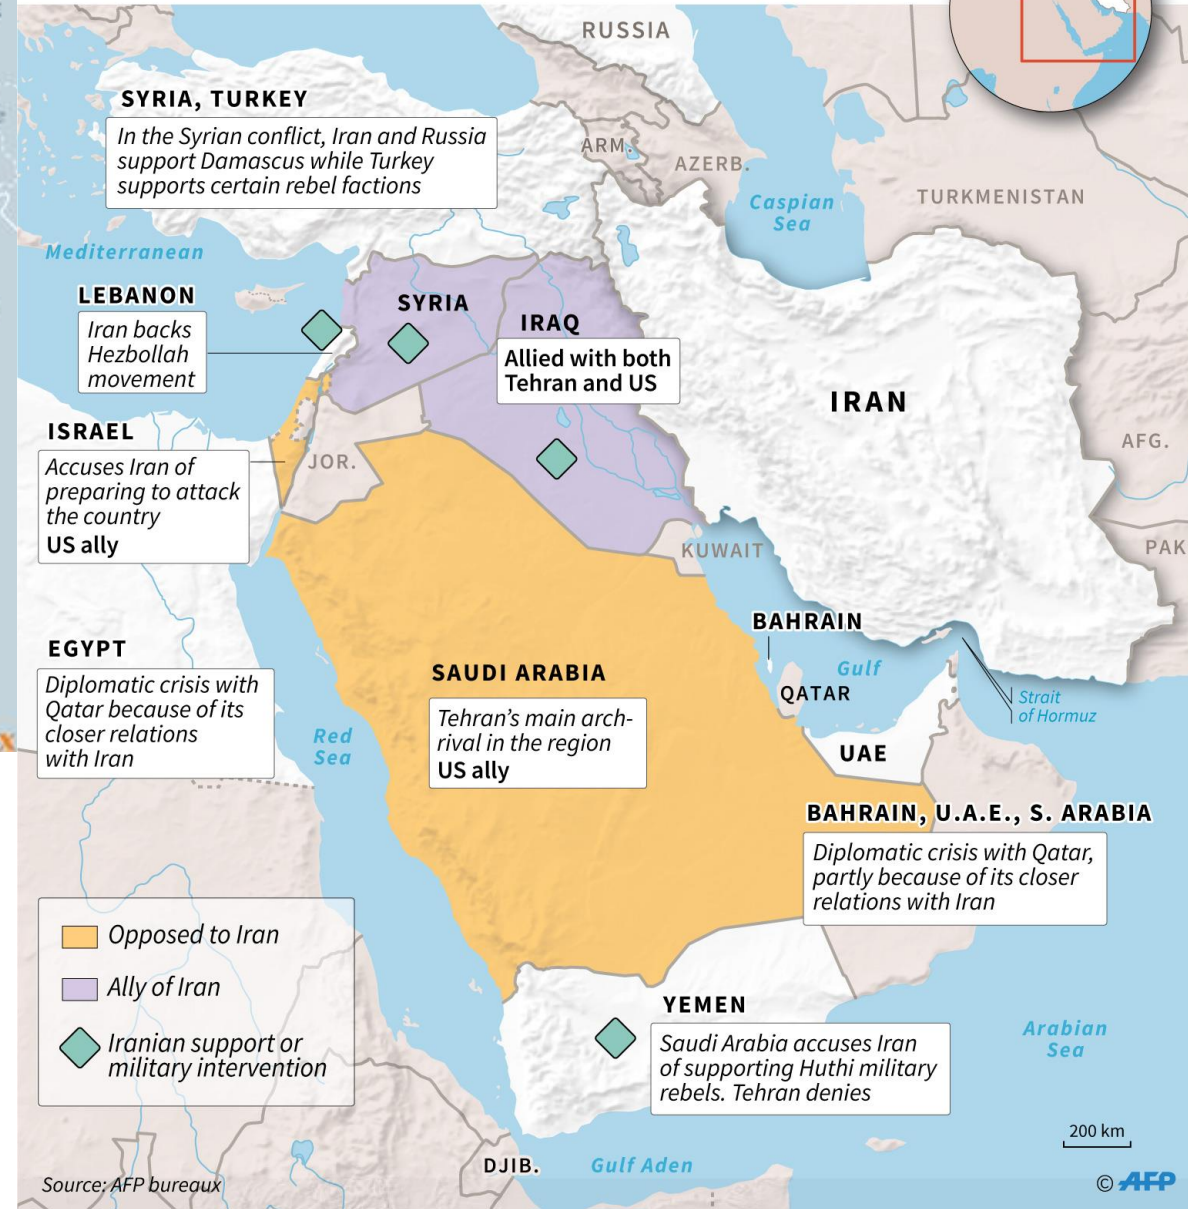 RUSSIA
SYRIA, TURKEY
In the Syrian conflict, Iran and Russia
support Damascus while Turkey
supports certain rebel factions
ARM.
AZERB.
TURKMENISTAN
Caspian
Sea
Mediterranean
LEBANON
Iran backs
Hezbollah
movement
SYRIA
IRAQ
Allied with both
Tehran and US
IRAN
AFG.
ISRAEL
Accuses Iran of
preparing to attack
the country
US ally
JOR.
KUWAIT
PAK
BAHRAIN
Gulf
QATAR
Strait
of Hormuz
EGYPT
Diplomatic crisis with
Qatar because of its
closer relations
with Iran
SAUDI ARABIA
Tehran's main arch-
rival in the region
US ally
Red
Sea
UAE
BAHRAIN, U.A.E., S. ARABIA
Diplomatic crisis with Qatar,
partly because of its closer
relations with Iran
Opposed to Iran
Ally of Iran
Iranian support or
military intervention
YEMEN
Saudi Arabia accuses Iran
of supporting Huthi military
rebels. Tehran denies
Arabian
Sea
200 km
DJIB.
Gulf Aden
Source: AFP bureaux
© AFP